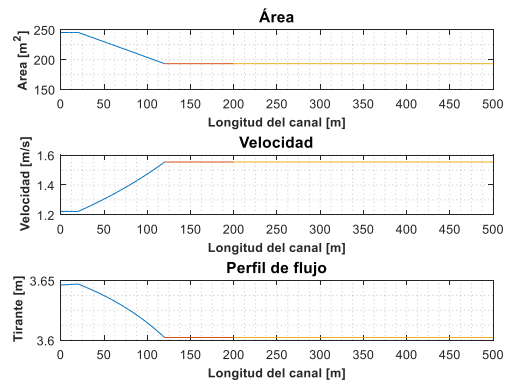 Área
Area [m²]
250
200
150
0 50 100 150 200 250 300 350 400 450 500
Longitud del canal [m]
Velocidad
Velocidad [m/s]
1.6
1.4
1.2
0 50 100 150 200 250 300 350 400 450 500
Longitud del canal [m]
Perfil de flujo
Tirante [m]
3.65
3.6
0 50 100 150 200 250 300 350 400 450 500
Longitud del canal [m]